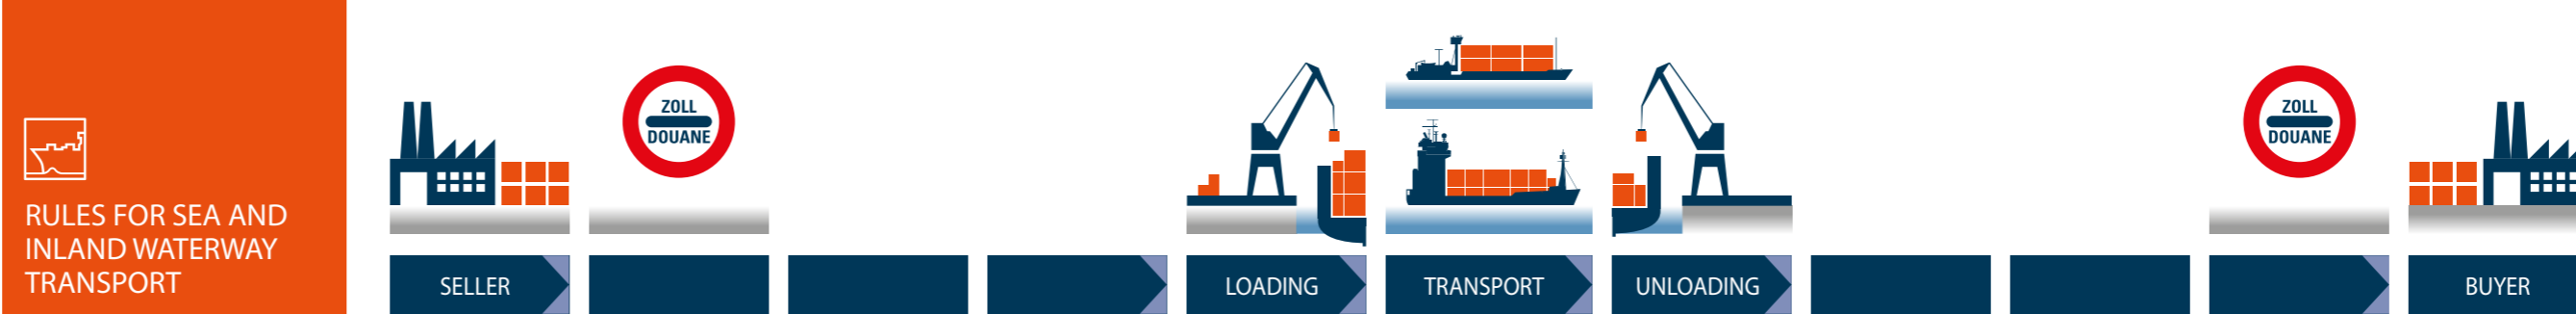 RULES FOR SEA AND
INLAND WATERWAY
TRANSPORT
ZOLL
DOUANE
ZOLL
DOUANE
SELLER
LOADING
TRANSPORT
UNLOADING
BUYER